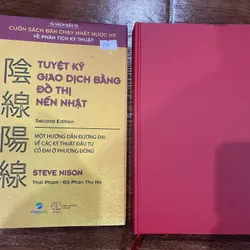 TỦ SÁCH ĐẦU TƯ
CUỐN SÁCH BÁN CHẠY NHẤT NƯỚC MỸ
VỀ PHÂN TÍCH KỸ THUẬT
陰線陽線
TUYỆT KỸ
GIAO DỊCH BẰNG
ĐỒ THỊ
NẾN NHẬT
Second Edition
MỘT HƯỚNG DẪN ĐƯƠNG ĐẠI
VỀ CÁC KỸ THUẬT ĐẦU TƯ
CỔ ĐẠI Ở PHƯƠNG ĐÔNG
STEVE NISON
Thái Phạm - Đỗ Phan Thu Hà